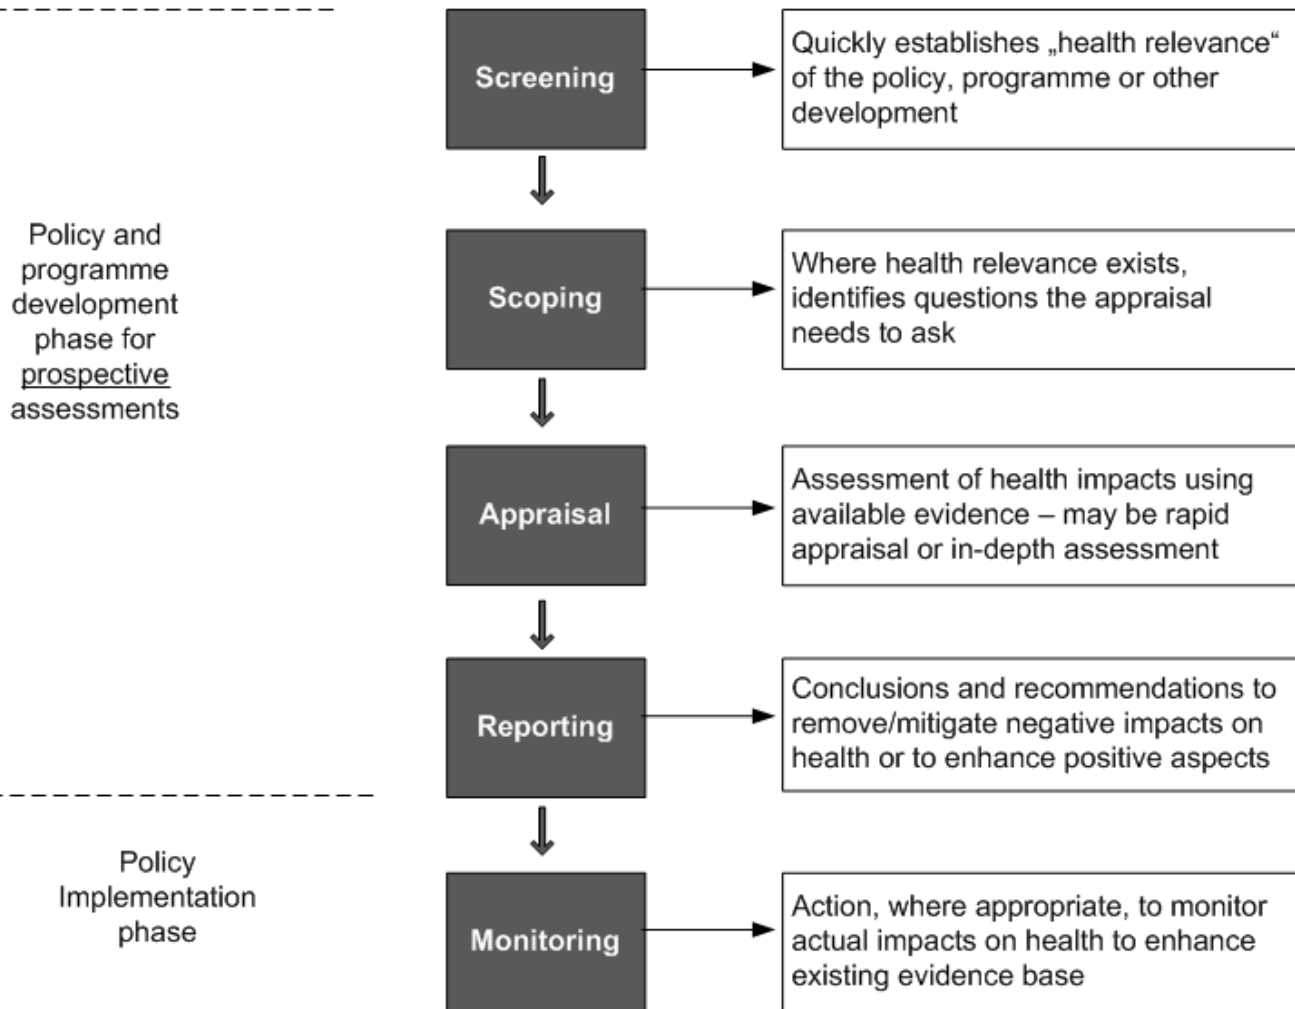 Screening
Quickly establishes „health relevance“
of the policy, programme or other
development
Policy and
programme
development
phase for
prospective
assessments
Scoping
Where health relevance exists,
identifies questions the appraisal
needs to ask
Appraisal
Assessment of health impacts using
available evidence – may be rapid
appraisal or in-depth assessment
Reporting
Conclusions and recommendations to
remove/mitigate negative impacts on
health or to enhance positive aspects
Policy
Implementation
phase
Monitoring
Action, where appropriate, to monitor
actual impacts on health to enhance
existing evidence base